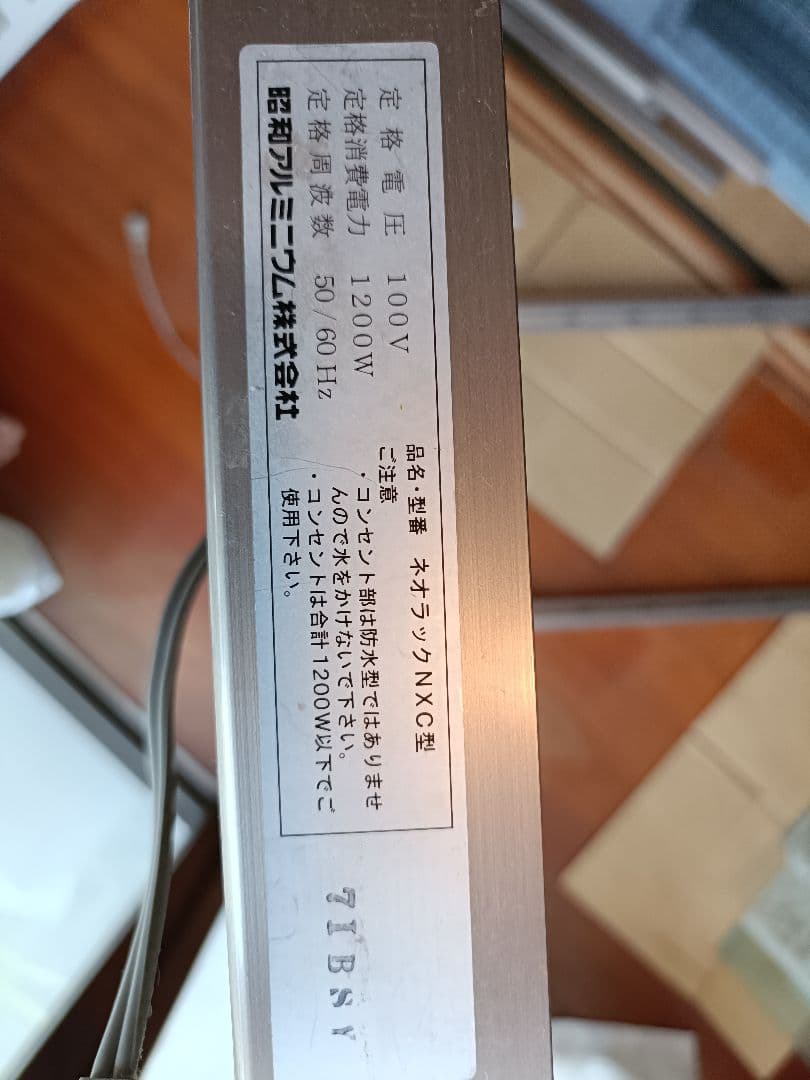 定格電圧 100V
定格消費電力 1200W
定格周波数 50/60Hz
昭和アルミニウム株式会社
品名・型番 ネオラックNXC型
ご注意
・コンセント部は防水型ではありませ
んので水をかけないで下さい。
・コンセントは合計1200W以下でご
使用下さい。